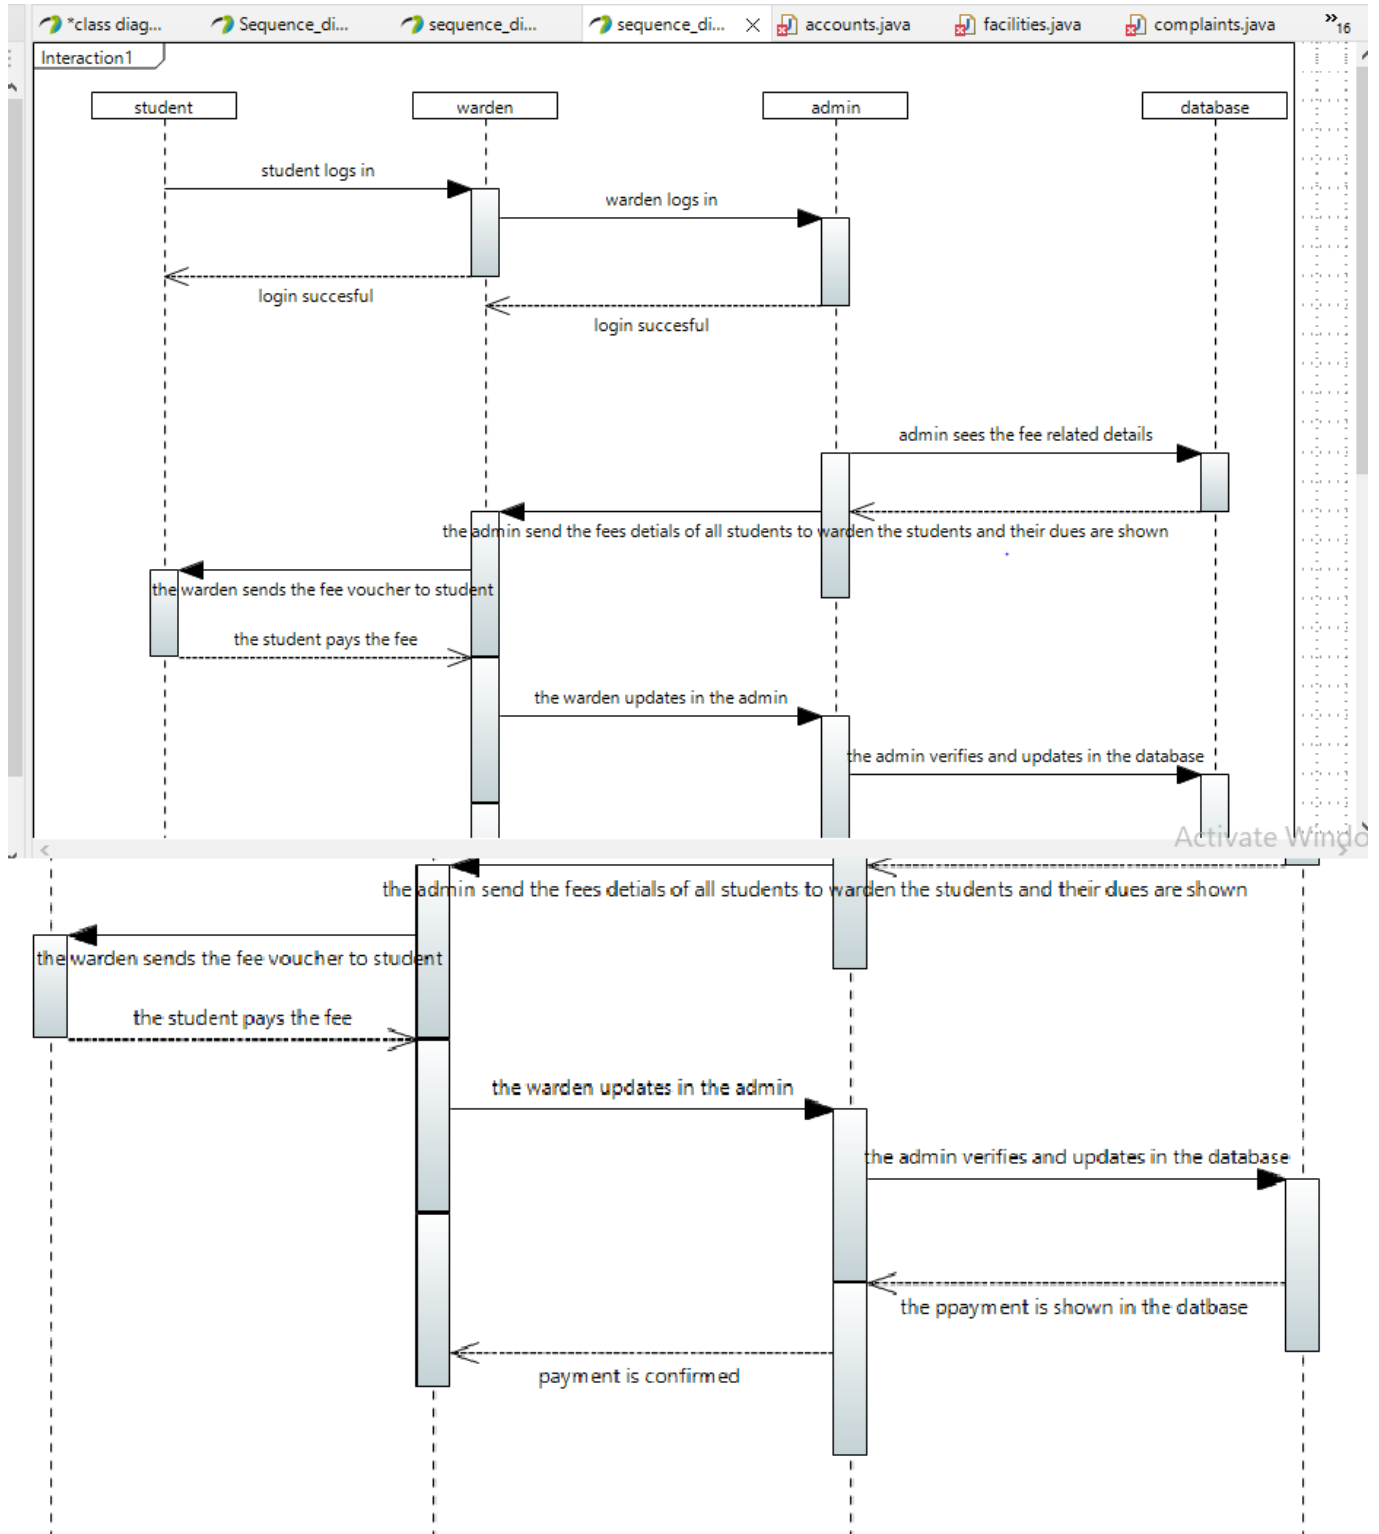 *class diag...
Sequence_di...
sequence_di...
sequence_di...
accounts.java
facilities.java
complaints.java
»16
Interaction1
student
warden
admin
database
student logs in
warden logs in
login succesful
login succesful
admin sees the fee related details
the admin send the fees detials of all students to warden the students and their dues are shown
the warden sends the fee voucher to student
the student pays the fee
the warden updates in the admin
the admin verifies and updates in the database
Activate Windo
the admin send the fees detials of all students to warden the students and their dues are shown
the warden sends the fee voucher to student
the student pays the fee
the warden updates in the admin
the admin verifies and updates in the database
the ppayment is shown in the datbase
payment is confirmed